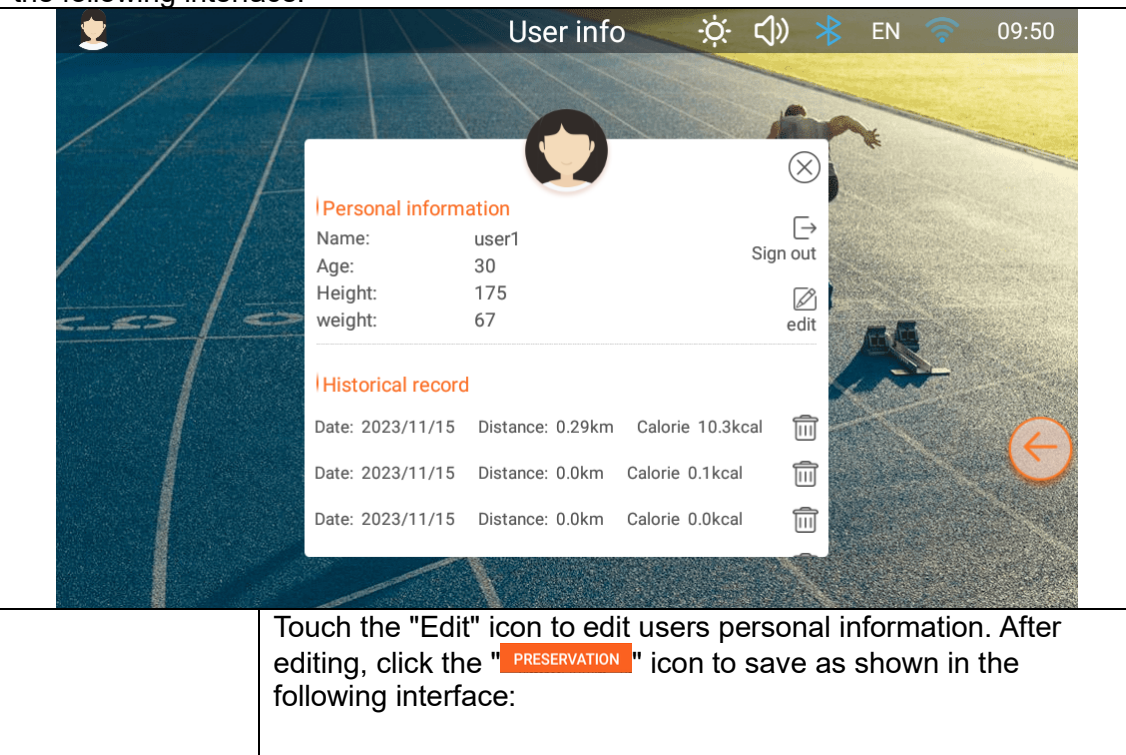 the following interface:
User info EN 09:50
Personal information
Name: user1
Sign out
Age: 30
Height: 175
weight: 67
edit
Historical record
Date: 2023/11/15 Distance: 0.29km Calorie 10.3kcal
Date: 2023/11/15 Distance: 0.0km Calorie 0.1kcal
Date: 2023/11/15 Distance: 0.0km Calorie 0.0kcal
Touch the "Edit" icon to edit users personal information. After
editing, click the "PRESERVATION" icon to save as shown in the
following interface: